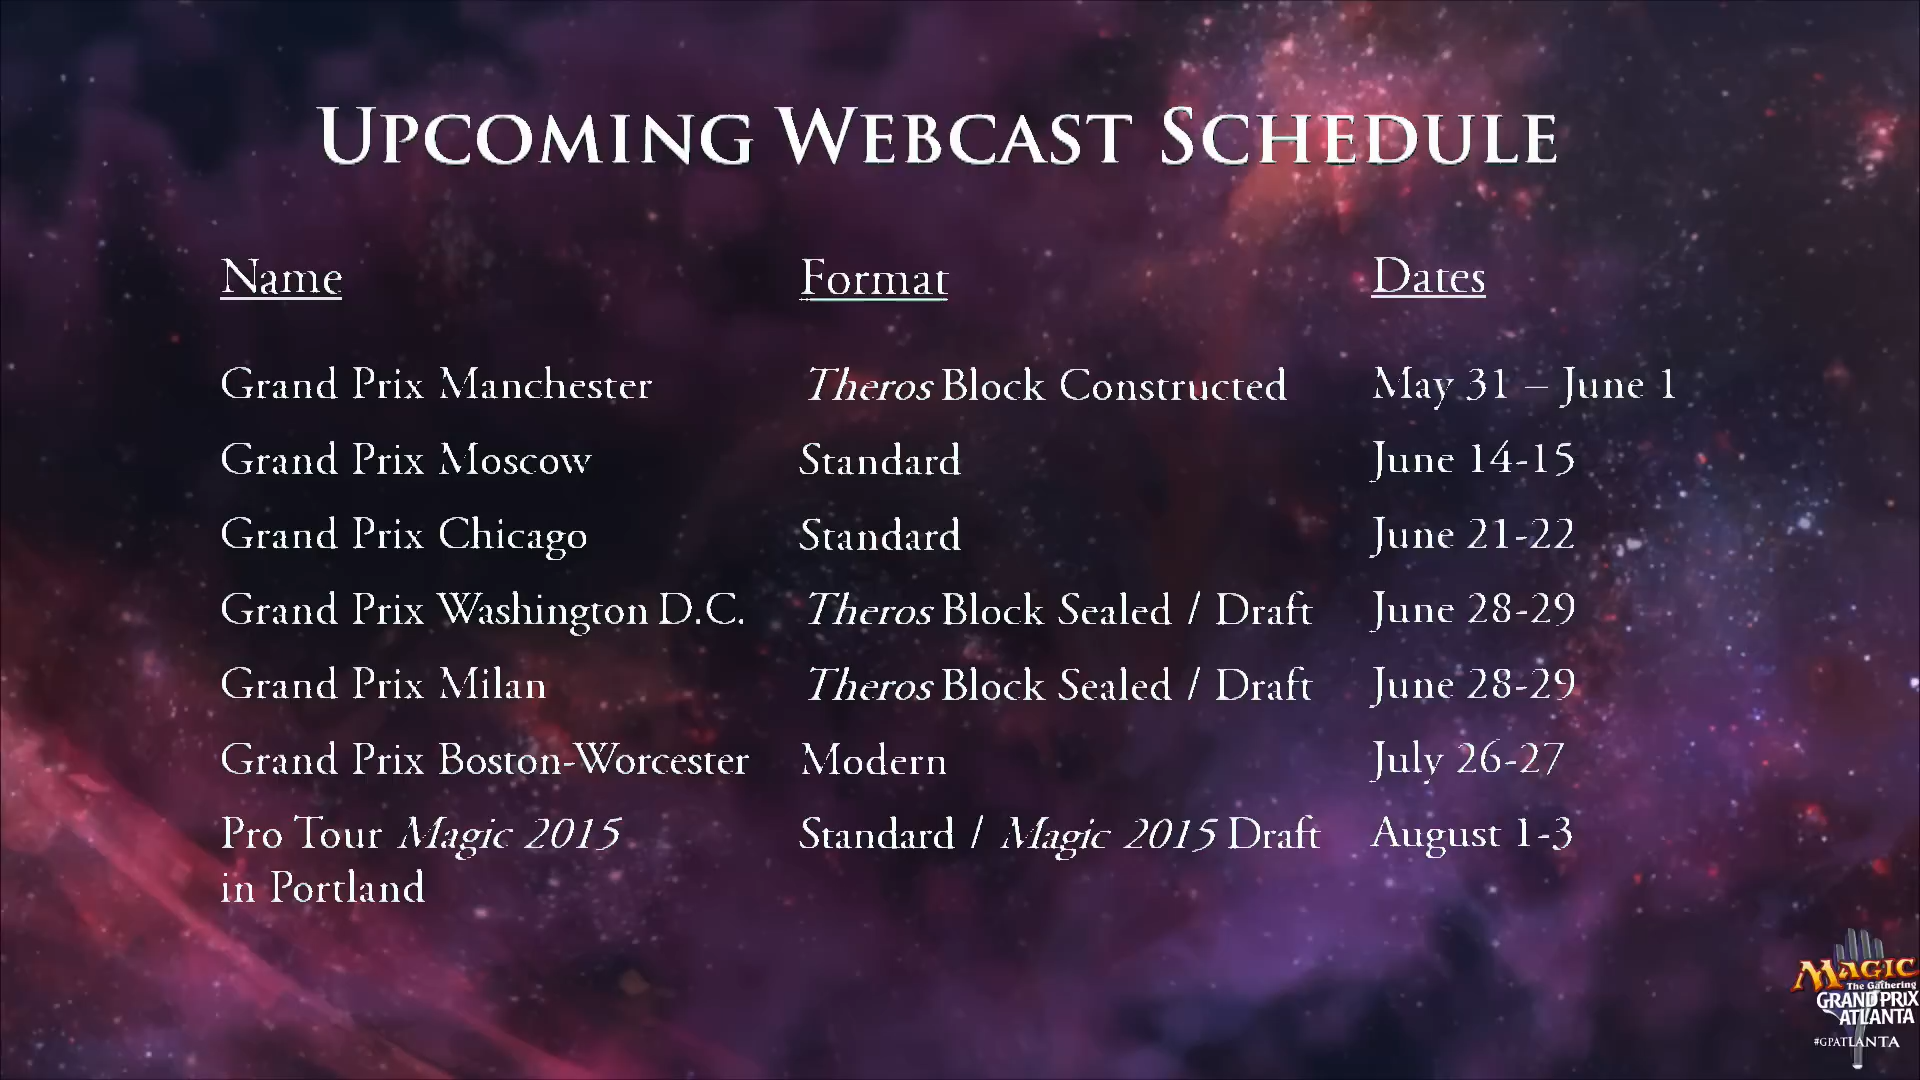 UPCOMING WEBCAST SCHEDULE
Name Format Dates
Grand Prix Manchester Theros Block Constructed May 31 – June 1
Grand Prix Moscow Standard June 14-15
Grand Prix Chicago Standard June 21-22
Grand Prix Washington D.C. Theros Block Sealed / Draft June 28-29
Grand Prix Milan Theros Block Sealed / Draft June 28-29
Grand Prix Boston-Worcester Modern July 26-27
Pro Tour Magic 2015 Standard / Magic 2015 Draft August 1-3
in Portland
MAGIC
The Gathering
GRAND PRIX
ATLANTA
#GPATLANTA